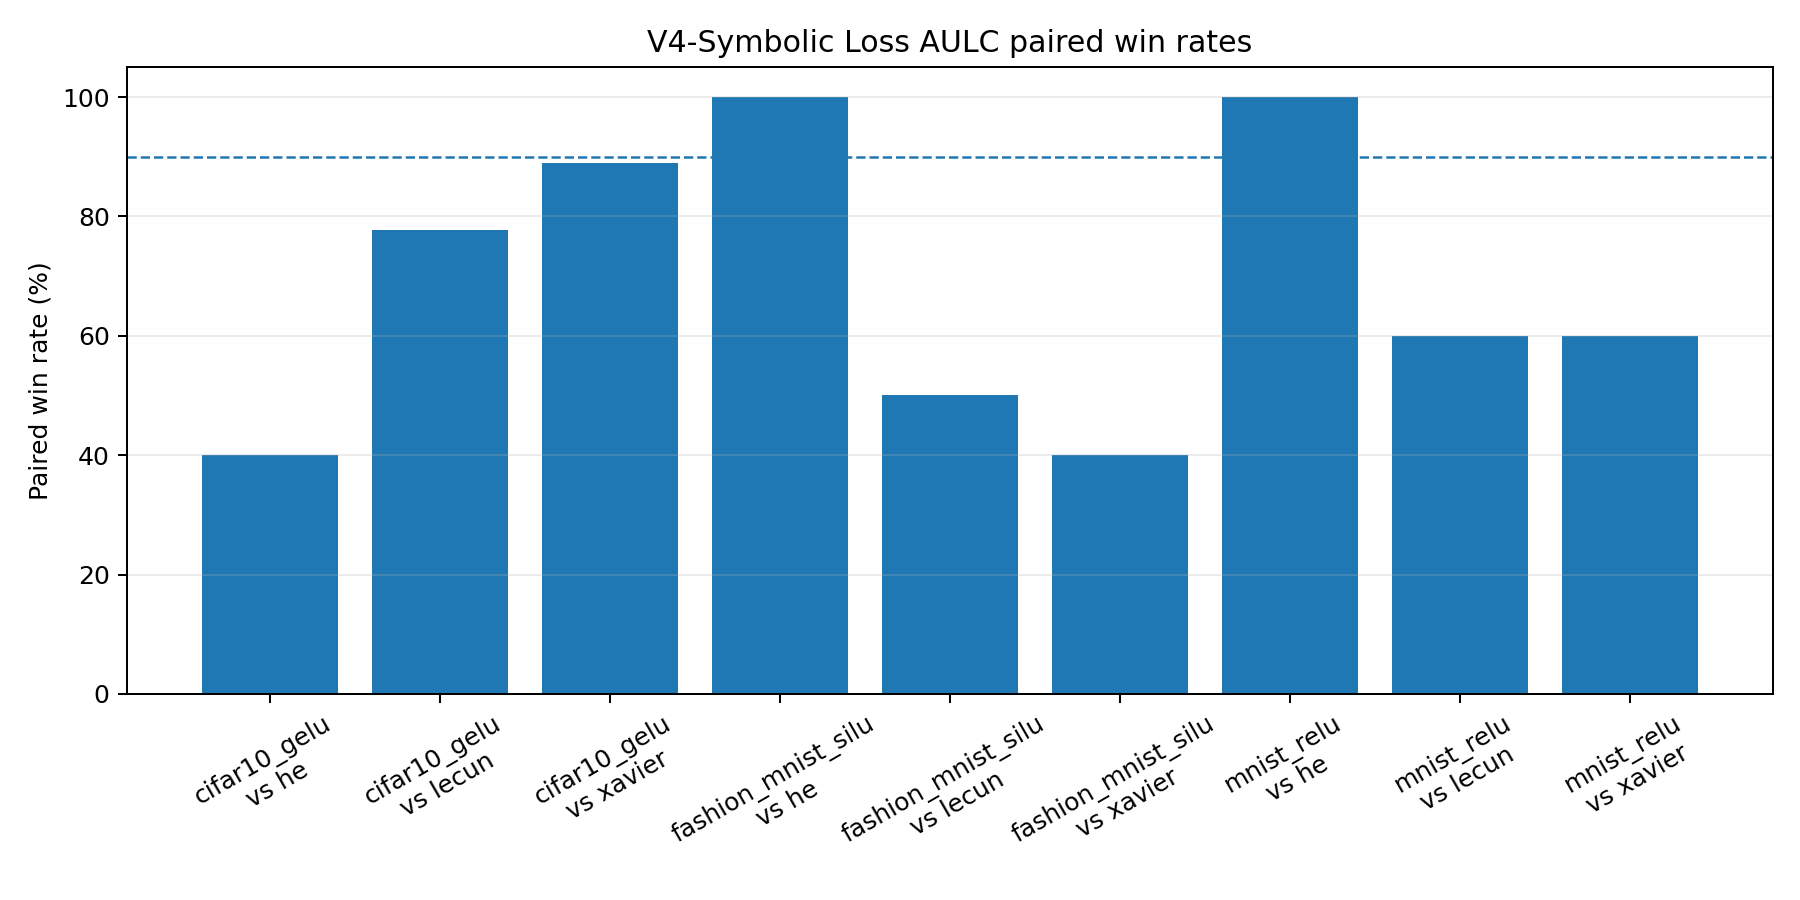 V4-Symbolic Loss AULC paired win rates
Paired win rate (%)
100
80
60
40
20
0
cifar10_gelu
vs he
cifar10_gelu
vs lecun
cifar10_gelu
vs xavier
fashion_mnist_silu
vs he
fashion_mnist_silu
vs lecun
fashion_mnist_silu
vs xavier
mnist_relu
vs he
mnist_relu
vs lecun
mnist_relu
vs xavier